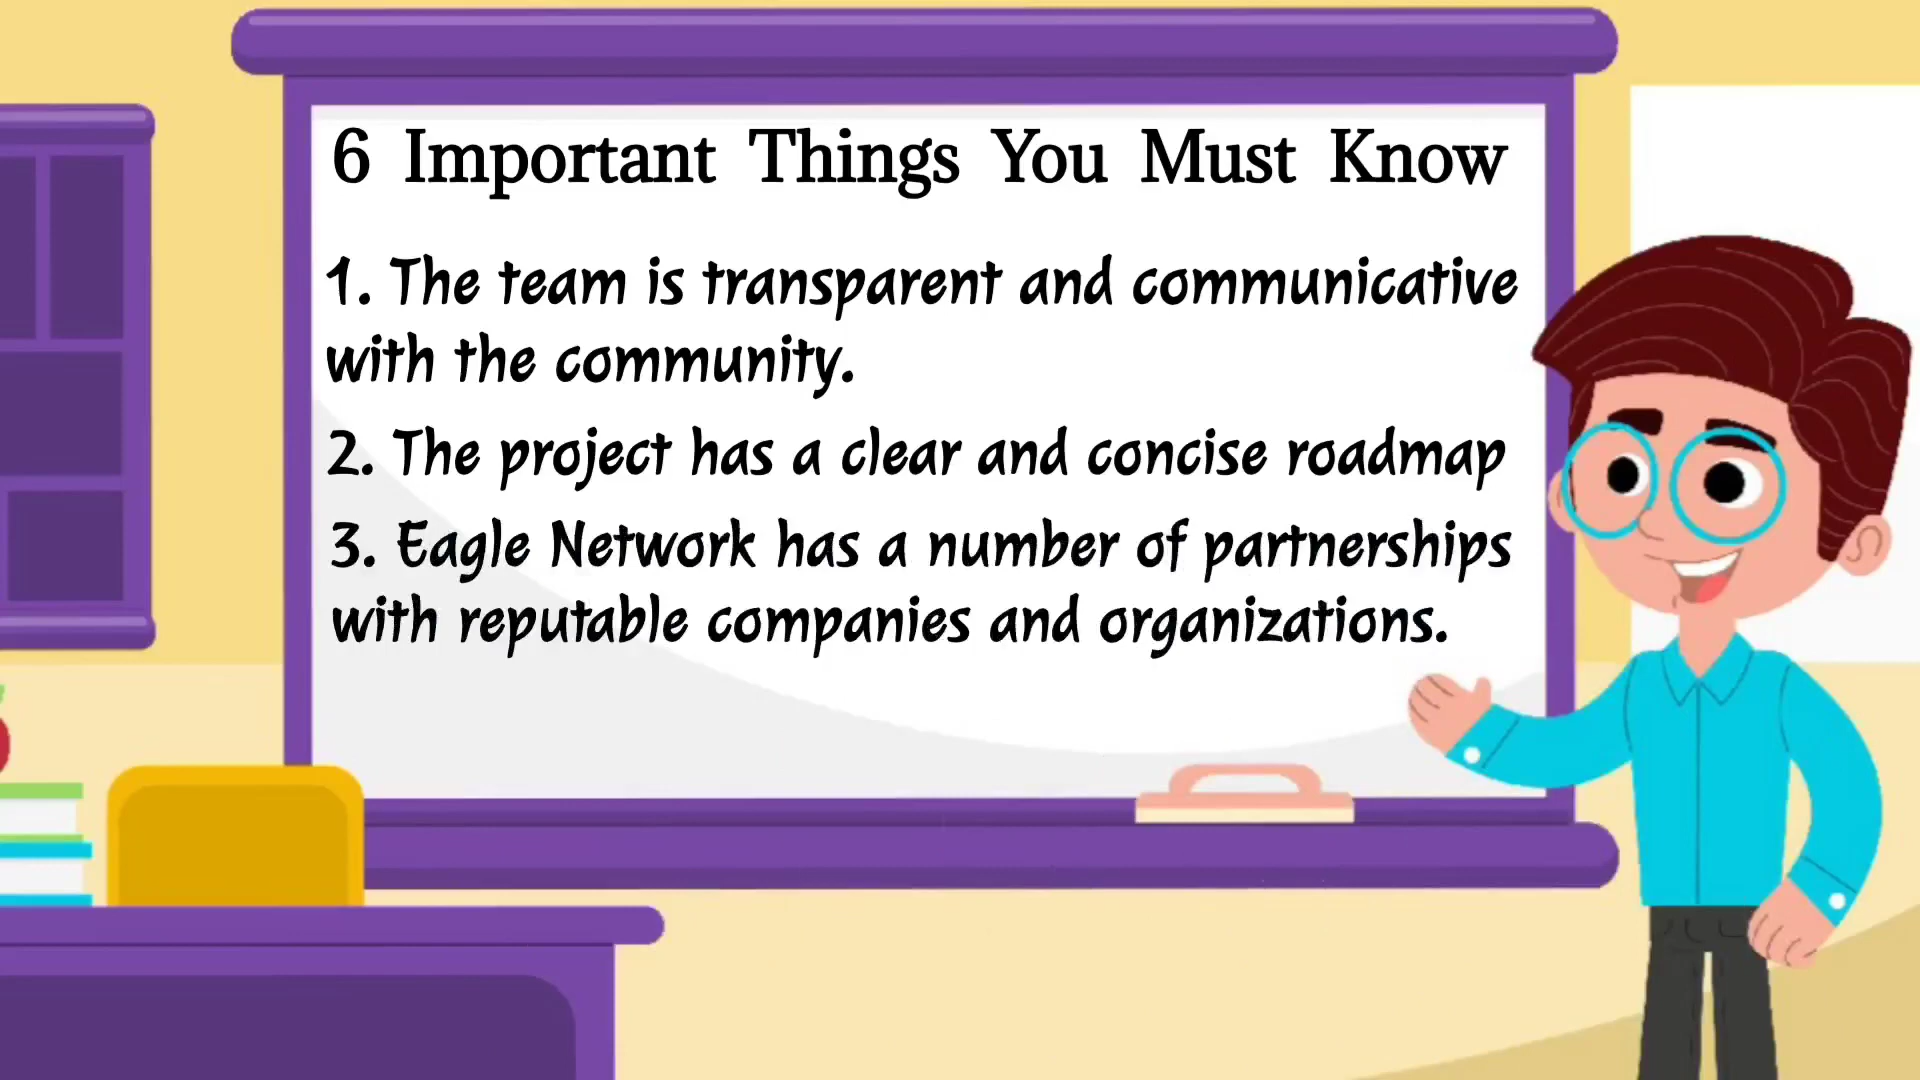 6 Important Things You Must Know
1. The team is transparent and communicative
with the community.
2. The project has a clear and concise roadmap
3. Eagle Network has a number of partnerships
with reputable companies and organizations.